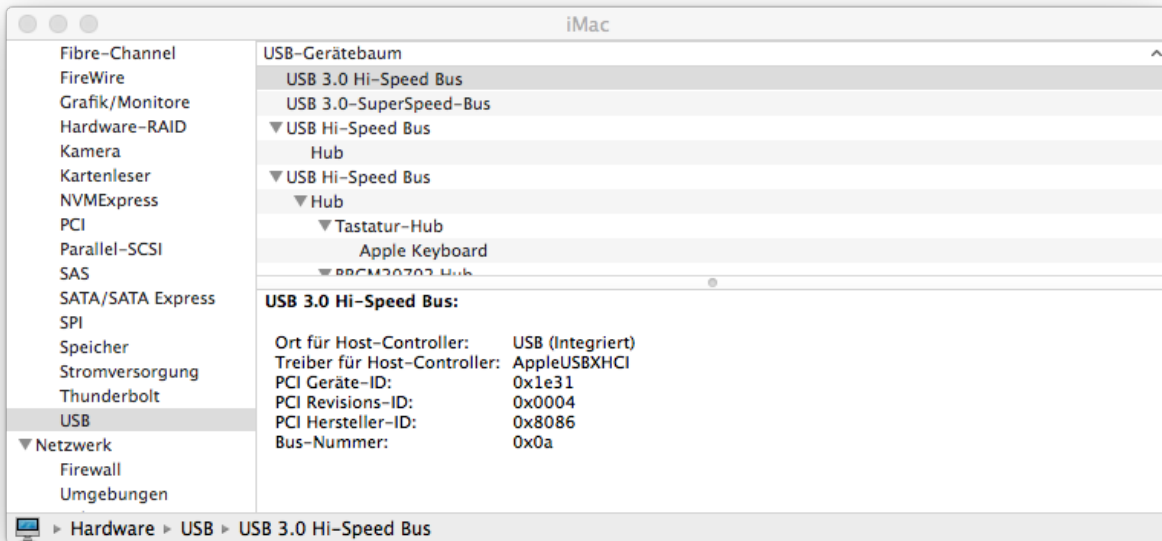 iMac
Fibre-Channel
FireWire
Grafik/Monitore
Hardware-RAID
Kamera
Kartenleser
NVMExpress
PCI
Parallel-SCSI
SAS
SATA/SATA Express
SPI
Speicher
Stromversorgung
Thunderbolt
USB
Netzwerk
Firewall
Umgebungen
USB-Gerätebaum
USB 3.0 Hi-Speed Bus
USB 3.0-SuperSpeed-Bus
USB Hi-Speed Bus
Hub
USB Hi-Speed Bus
Hub
Tastatur-Hub
Apple Keyboard
BRCM20702 Hub
USB 3.0 Hi-Speed Bus:
Ort für Host-Controller: USB (Integriert)
Treiber für Host-Controller: AppleUSBXHCI
PCI Geräte-ID: 0x1e31
PCI Revisions-ID: 0x0004
PCI Hersteller-ID: 0x8086
Bus-Nummer: 0x0a
Hardware ▸ USB ▸ USB 3.0 Hi-Speed Bus